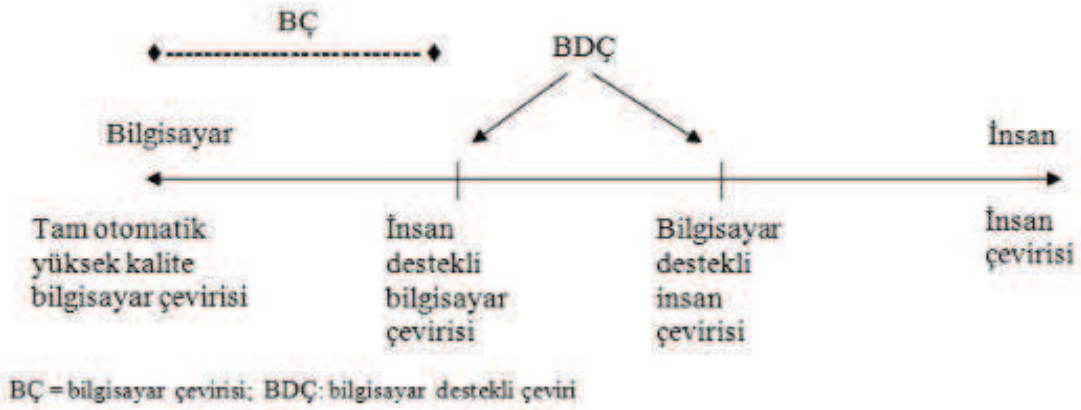 BÇ
BDÇ
Bilgisayar
İnsan
Tam otomatik
yüksek kalite
bilgisayar çevirisi
İnsan
destekli
bilgisayar
çevirisi
Bilgisayar
destekli
insan
çevirisi
İnsan
çevirisi
BÇ = bilgisayar çevirisi; BDÇ: bilgisayar destekli çeviri